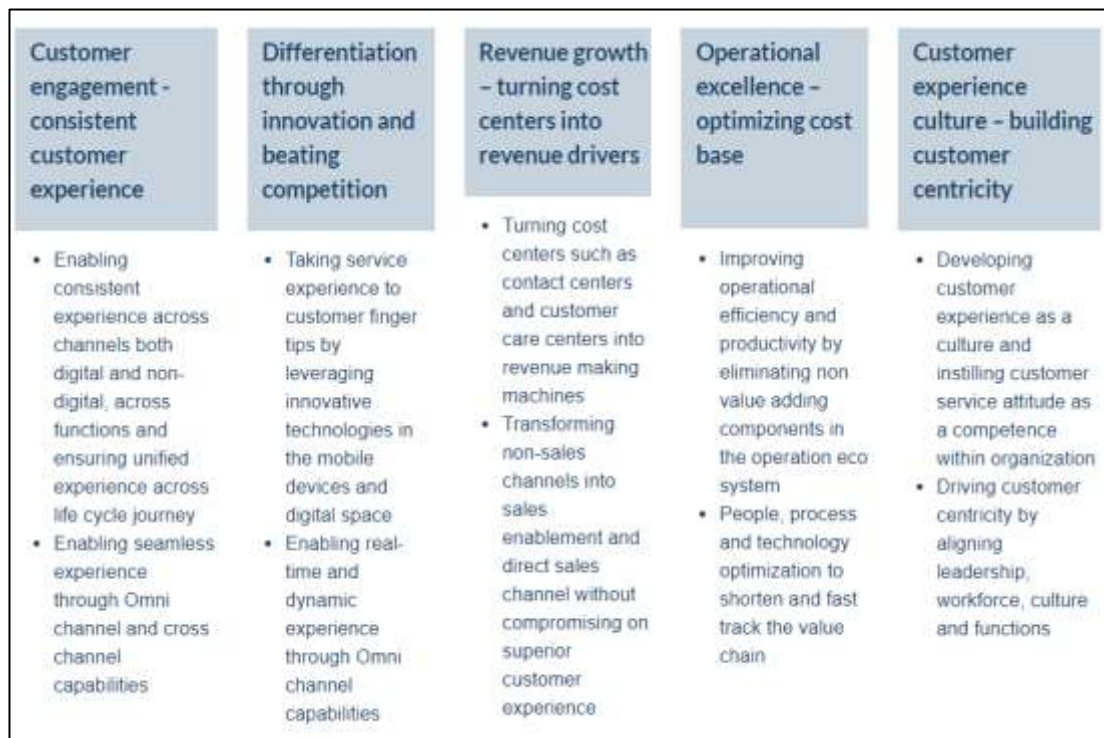 Customer
engagement -
consistent
customer
experience
• Enabling
consistent
experience across
channels both
digital and non-
digital, across
functions and
ensuring unified
experience across
life cycle journey
• Enabling seamless
experience
through Omni
channel and cross
channel
capabilities
Differentiation
through
innovation and
beating
competition
• Taking service
experience to
customer finger
tips by
leveraging
innovative
technologies in
the mobile
devices and
digital space
• Enabling real-
time and
dynamic
experience
through Omni
channel
capabilities
Revenue growth
– turning cost
centers into
revenue drivers
• Turning cost
centers such as
contact centers
and customer
care centers into
revenue making
machines
• Transforming
non-sales
channels into
sales
enablement and
direct sales
channel without
compromising on
superior
customer
experience
Operational
excellence –
optimizing cost
base
• Improving
operational
efficiency and
productivity by
eliminating non
value adding
components in
the operation eco
system
• People, process
and technology
optimization to
shorten and fast
track the value
chain
Customer
experience
culture – building
customer
centricity
• Developing
customer
experience as a
culture and
instilling customer
service attitude as
a competence
within organization
• Driving customer
centricity by
aligning
leadership,
workforce, culture
and functions